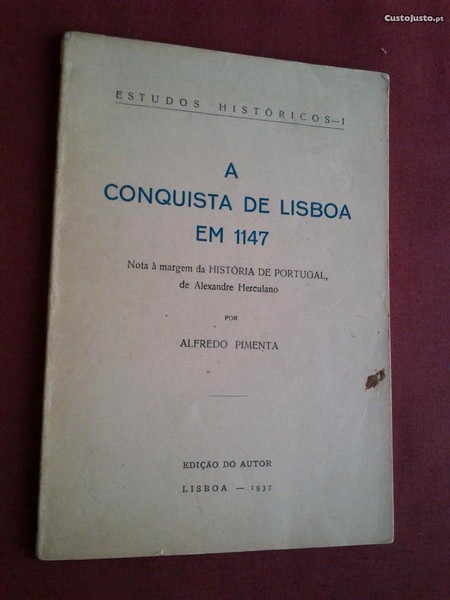 CustoJusto.pt
ESTUDOS HISTÓRICOS—I
A
CONQUISTA DE LISBOA
EM 1147
Nota à margem da HISTÓRIA DE PORTUGAL,
de Alexandre Herculano
POR
ALFREDO PIMENTA
EDIÇÃO DO AUTOR
LISBOA — 1937